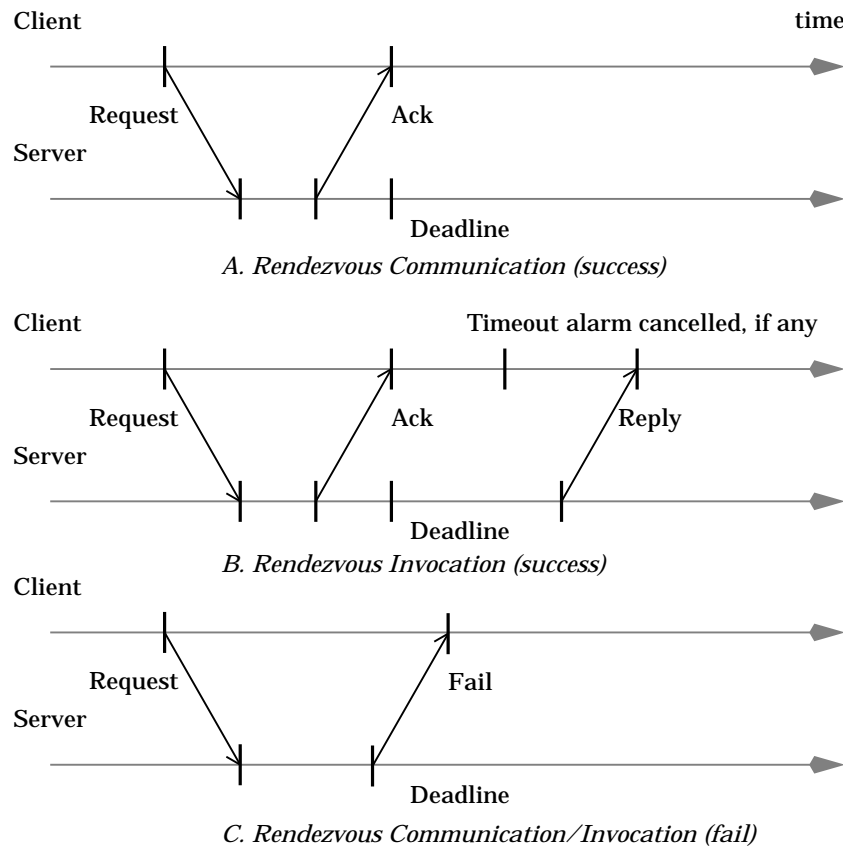 Client time
Request Ack
Server
Deadline
A. Rendezvous Communication (success)
Client Timeout alarm cancelled, if any
Request Ack Reply
Server
Deadline
B. Rendezvous Invocation (success)
Client
Request Fail
Server
Deadline
C. Rendezvous Communication/Invocation (fail)